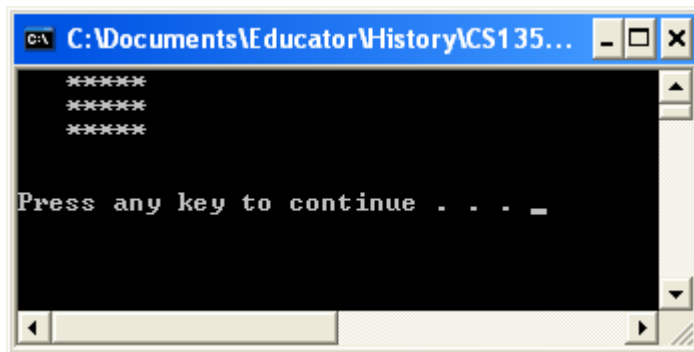 C:\Documents\Educator\History\CS135...
*****
*****
*****
Press any key to continue . . . _